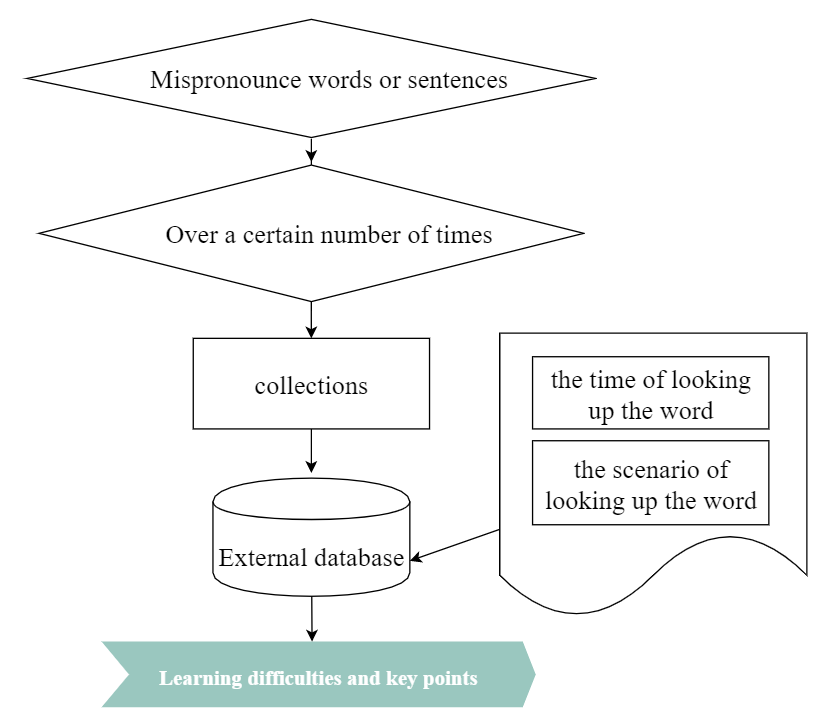 Mispronounce words or sentences
Over a certain number of times
collections
the time of looking
up the word
the scenario of
looking up the word
External database
Learning difficulties and key points